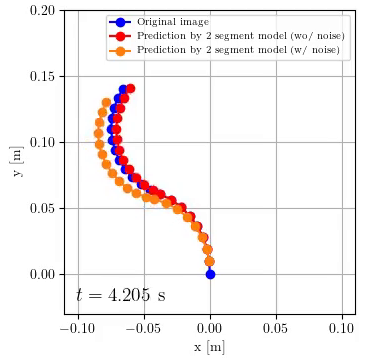 0.20
Original image
Prediction by 2 segment model (wo/ noise)
Prediction by 2 segment model (w/ noise)
0.15
0.10
y [m]
0.05
0.00
t = 4.205 s
−0.10 −0.05 0.00 0.05 0.10
x [m]